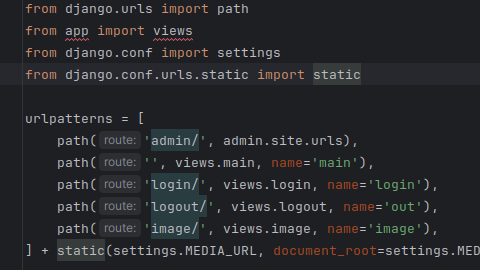 from django.urls import path
from app import views
from django.conf import settings
from django.conf.urls.static import static
urlpatterns = [
path( route: 'admin/', admin.site.urls),
path( route: '', views.main, name='main'),
path( route: 'login/', views.login, name='login'),
path( route: 'logout/', views.logout, name='out'),
path( route: 'image/', views.image, name='image'),
] + static(settings.MEDIA_URL, document_root=settings.MED